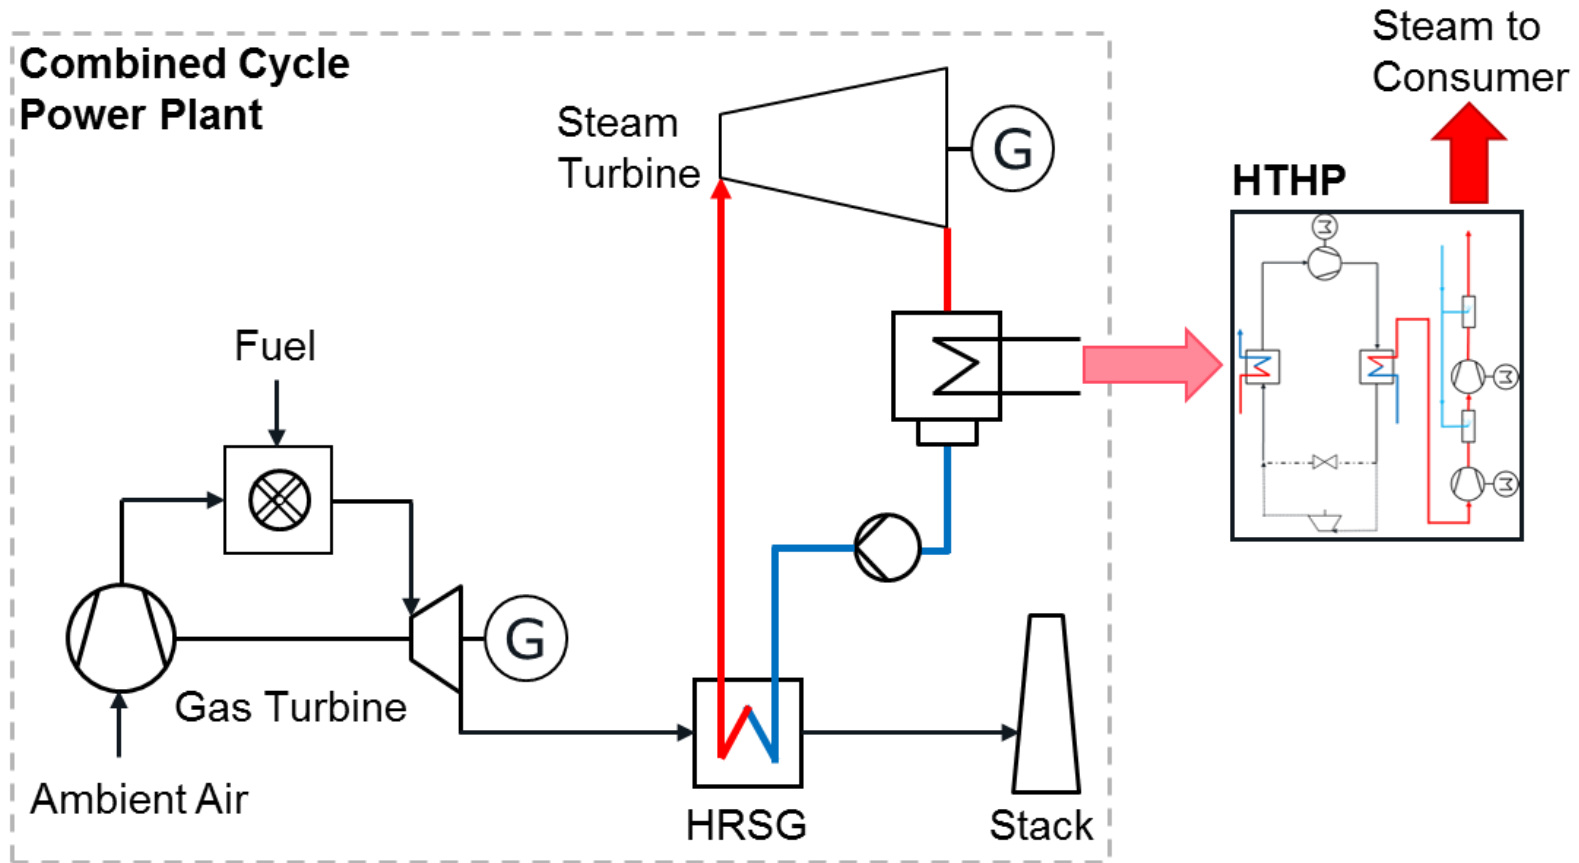 Combined Cycle
Power Plant
Steam to
Consumer
Steam
Turbine
G
HTHP
M
Fuel
M
M
G
Gas Turbine
Ambient Air
HRSG
Stack